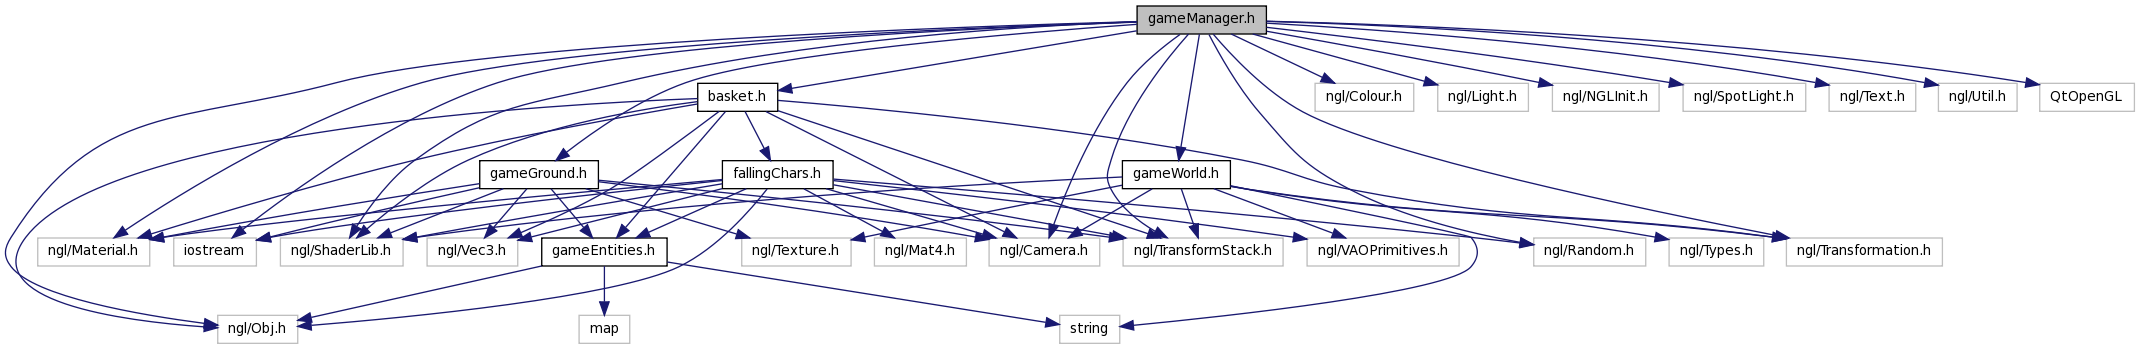 gameManager.h
basket.h
ngl/Colour.h
ngl/Light.h
ngl/NGLInit.h
ngl/SpotLight.h
ngl/Text.h
ngl/Util.h
QtOpenGL
gameGround.h
fallingChars.h
gameWorld.h
ngl/Material.h
iostream
ngl/ShaderLib.h
ngl/Vec3.h
gameEntities.h
ngl/Texture.h
ngl/Mat4.h
ngl/Camera.h
ngl/TransformStack.h
ngl/VAOPrimitives.h
ngl/Random.h
ngl/Types.h
ngl/Transformation.h
ngl/Obj.h
map
string